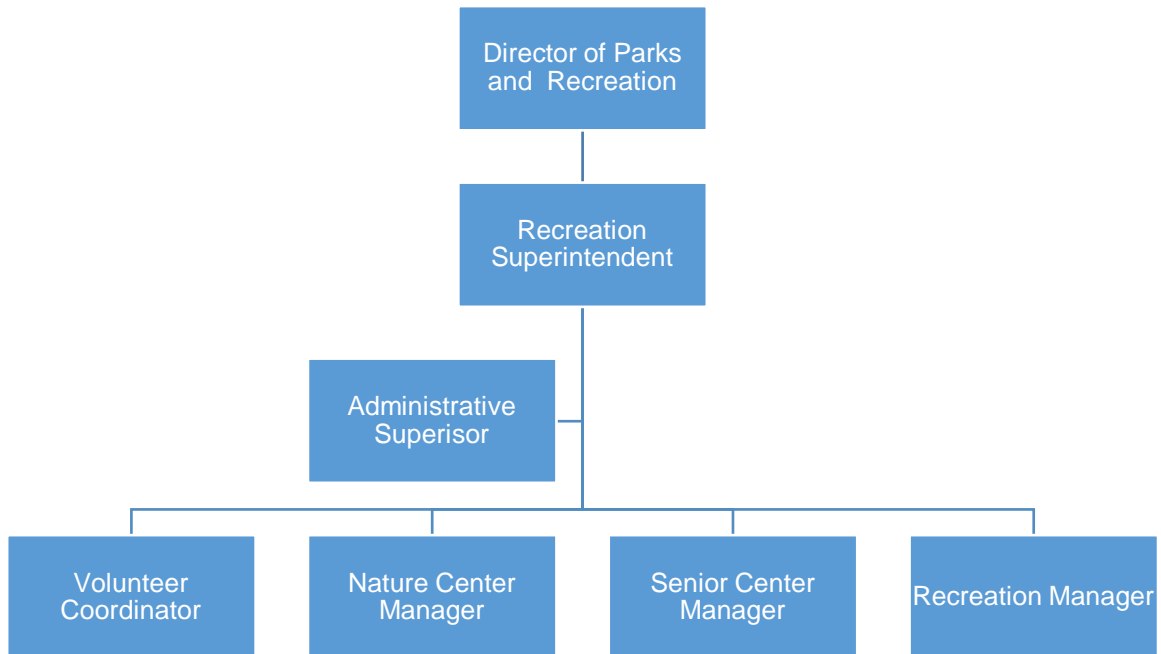 Director of Parks
and Recreation
Recreation
Superintendent
Administrative
Superisor
Volunteer
Coordinator
Nature Center
Manager
Senior Center
Manager
Recreation Manager